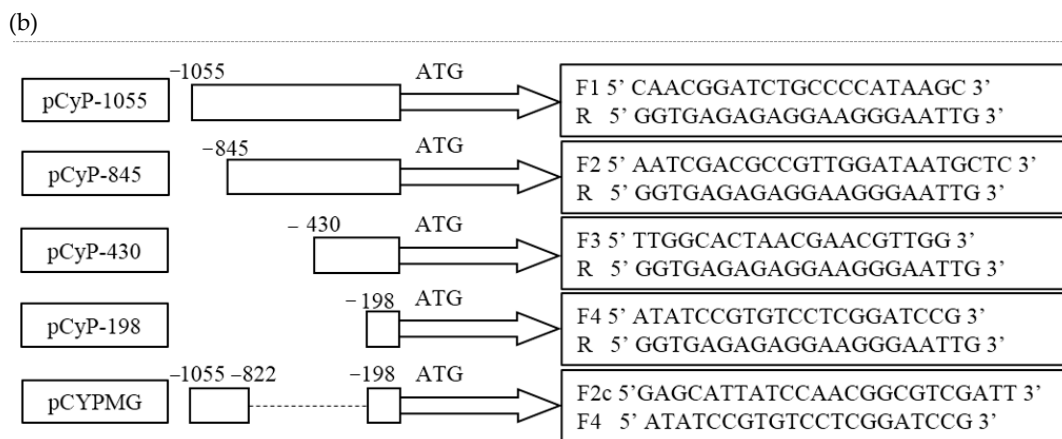 (b)
−1055 ATG
pCyP-1055
F1 5’ CAACGGATCTGCCCCATAAGC 3’
R 5’ GGTGAGAGAGGAAGGGAATTG 3’
−845 ATG
pCyP-845
F2 5’ AATCGACGCCGTTGGATAATGCTC 3’
R 5’ GGTGAGAGAGGAAGGGAATTG 3’
− 430 ATG
pCyP-430
F3 5’ TTGGCACTAACGAACGTTGG 3’
R 5’ GGTGAGAGAGGAAGGGAATTG 3’
− 198 ATG
pCyP-198
F4 5’ ATATCCGTGTCCTCGGATCCG 3’
R 5’ GGTGAGAGAGGAAGGGAATTG 3’
−1055 −822 −198 ATG
pCYPMG
F2c 5’GAGCATTATCCAACGGCGTCGATT 3’
F4 5’ ATATCCGTGTCCTCGGATCCG 3’